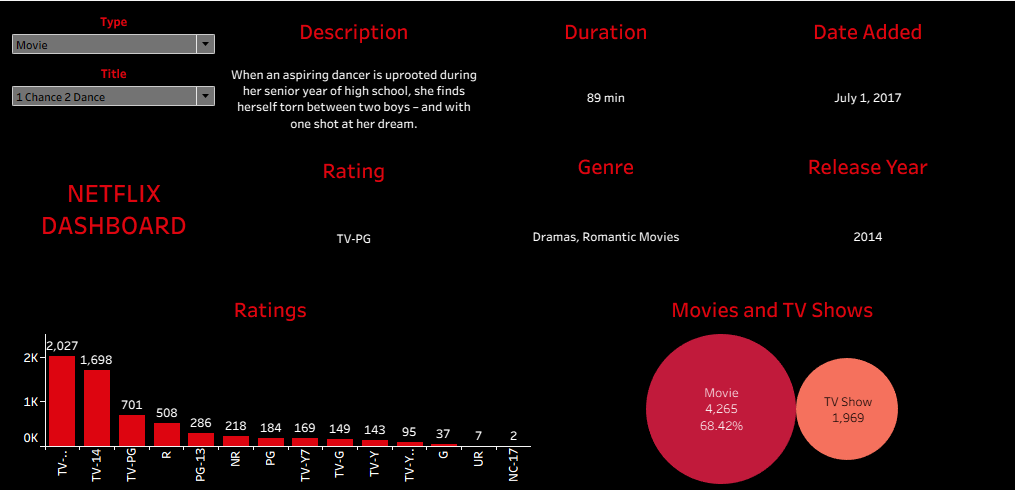 Type
Movie
Title
1 Chance 2 Dance
Description
When an aspiring dancer is uprooted during
her senior year of high school, she finds
herself torn between two boys – and with
one shot at her dream.
Duration
89 min
Date Added
July 1, 2017
NETFLIX
DASHBOARD
Rating
TV-PG
Genre
Dramas, Romantic Movies
Release Year
2014
Ratings
2K
1K
0K
2,027
1,698
701
508
286
218
184
169
149
143
95
37
7
2
TV-..
TV-14
TV-PG
R
PG-13
NR
PG
TV-Y7
TV-G
TV-Y
TV-Y..
G
UR
NC-17
Movies and TV Shows
Movie
4,265
68.42%
TV Show
1,969